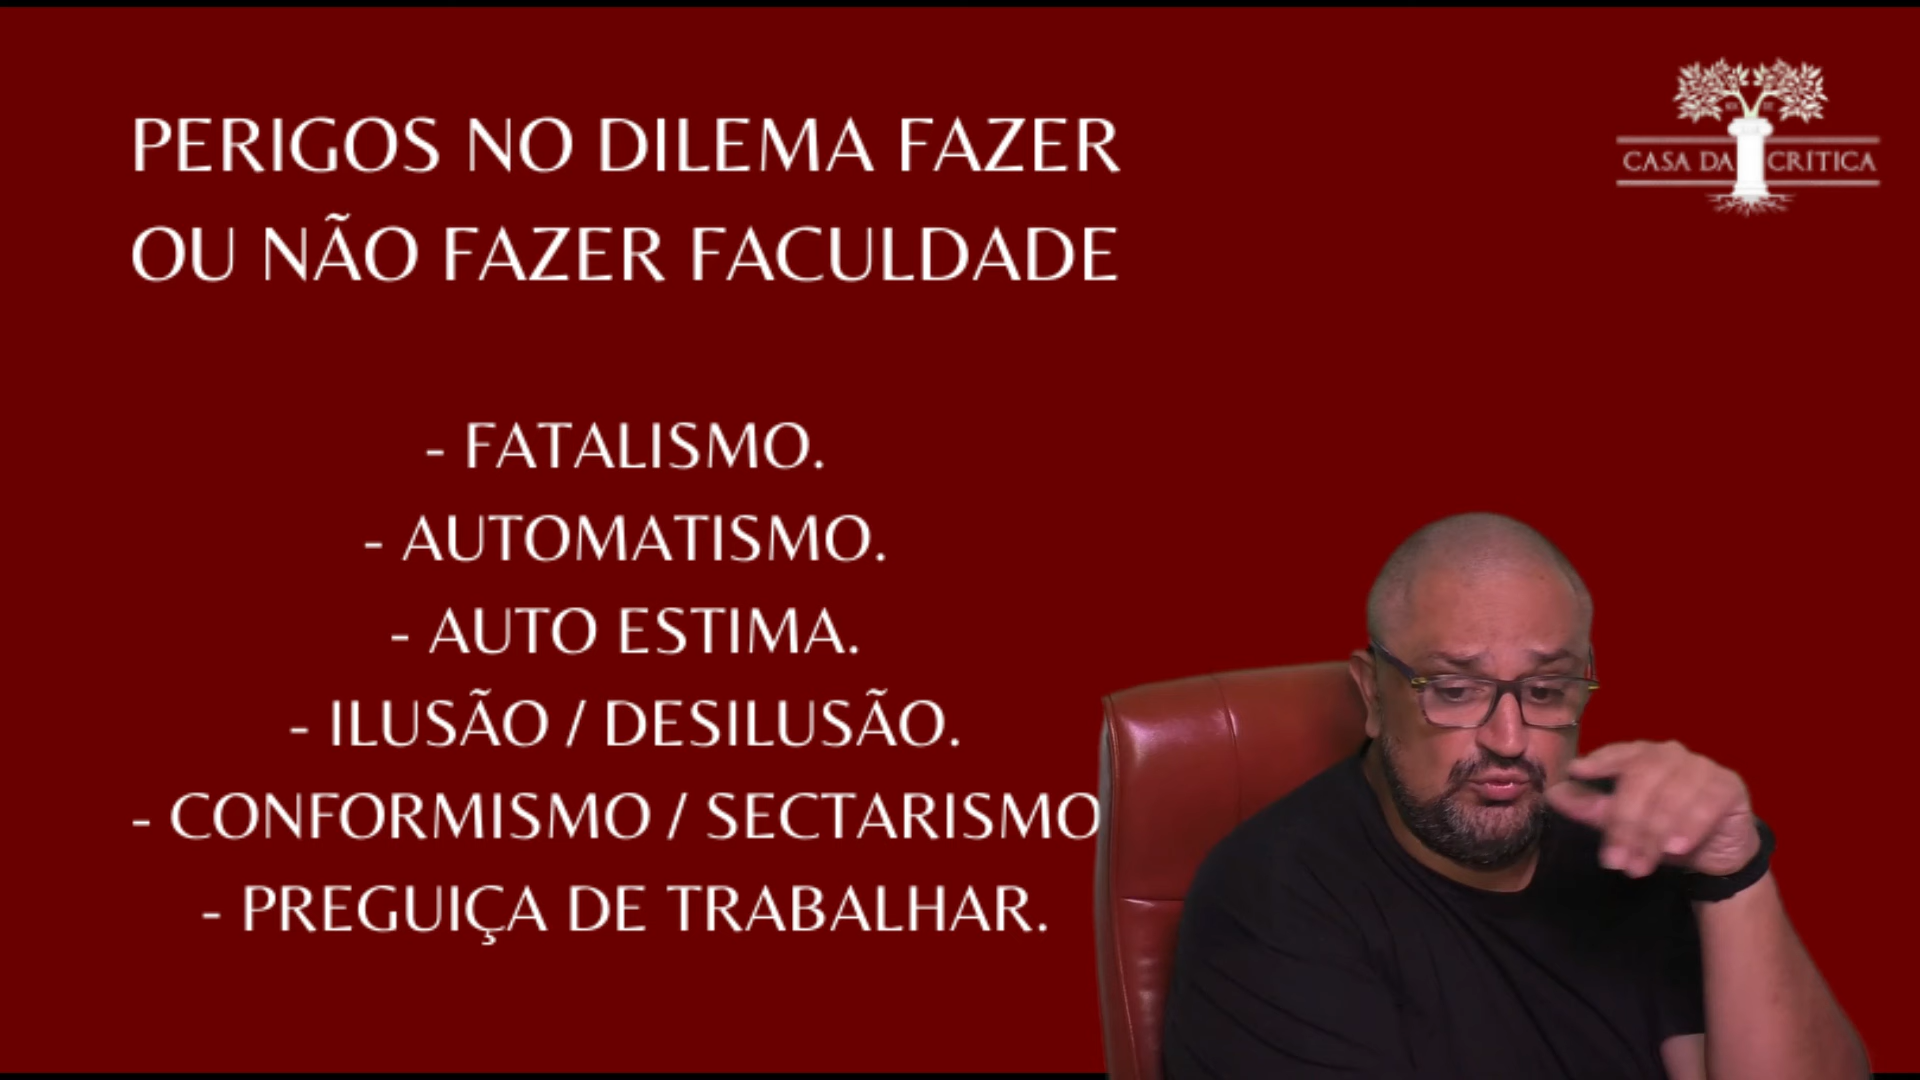 PERIGOS NO DILEMA FAZER
OU NÃO FAZER FACULDADE
CASA DA CRÍTICA
- FATALISMO.
- AUTOMATISMO.
- AUTO ESTIMA.
- ILUSÃO / DESILUSÃO.
- CONFORMISMO / SECTARISMO
- PREGUIÇA DE TRABALHAR.